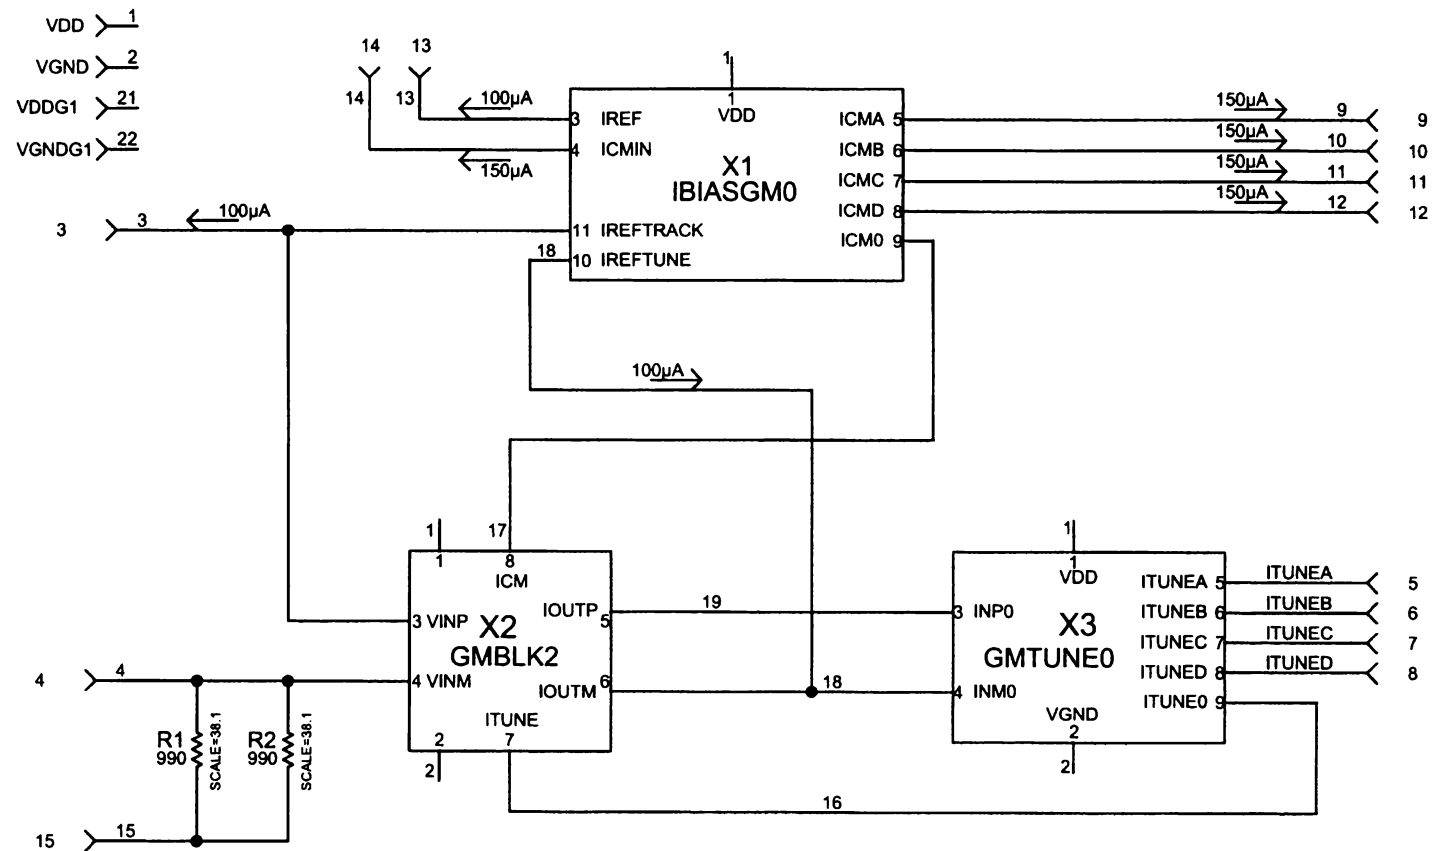 VDD 1
VGND 2
VDDG1 21
VGNDG1 22
14 13
14 13
100µA
150µA
1
1
VDD
3 IREF
4 ICMIN
X1
IBIASGM0
11 IREFTRACK
18 10 IREFTUNE
ICMA 5
ICMB 6
ICMC 7
ICMD 8
ICM0 9
150µA 9 9
150µA 10 10
150µA 11 11
150µA 12 12
3 3 100µA
100µA
1 17
1 8
ICM
3 VINP
X2
GMBLK2
4 VINM
IOUTP 5
IOUTM 6
ITUNE
2 7
2
19
18
16
1
1
VDD
3 INP0
X3
GMTUNE0
4 INM0
VGND
2
2
ITUNEA 5 ITUNEA 5
ITUNEB 6 ITUNEB 6
ITUNEC 7 ITUNEC 7
ITUNED 8 ITUNED 8
ITUNE0 9
4 4
R1
990
SCALE=38.1
R2
990
SCALE=38.1
15 15